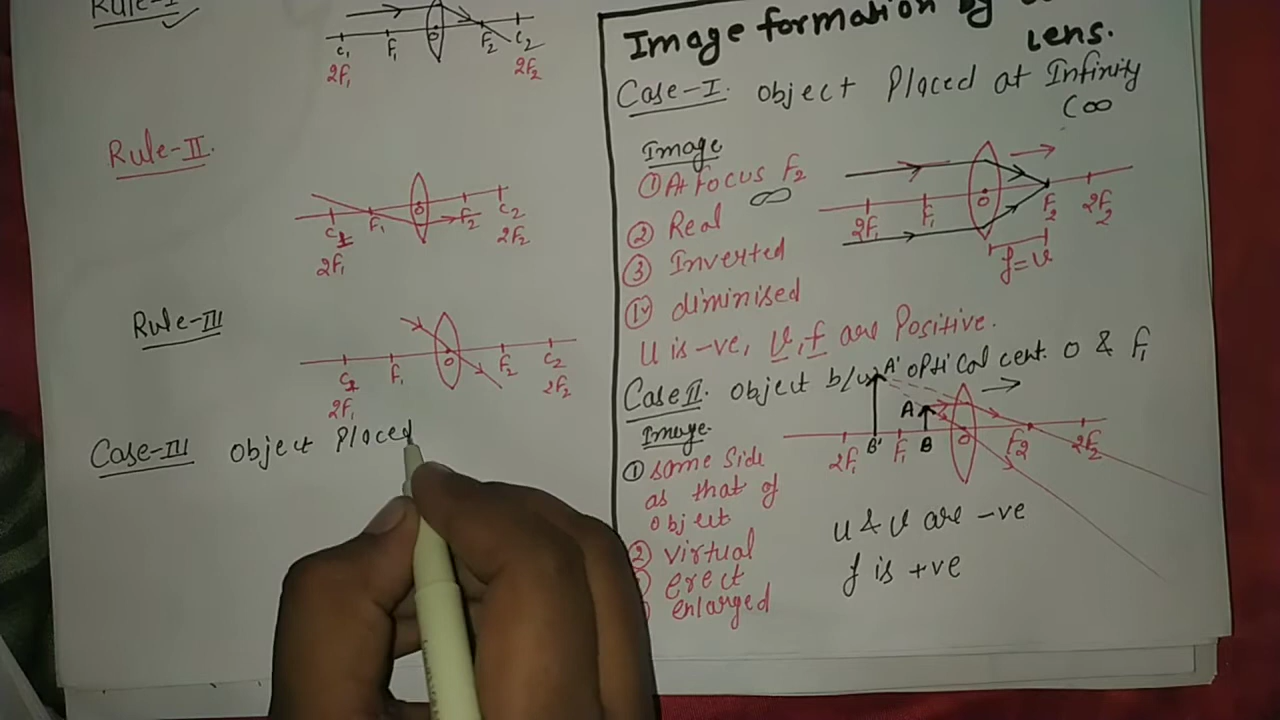 Rule-I
C1 F1 O F2 C2
2F1 2F2
Rule-II.
C1 F1 O F2 C2
2F1 2F2
Rule-III
C1 F1 O F2 C2
2F1 2F2
Case-III Object Placed
Image formation by
lens.
Case-I. Object Placed at Infinity
(∞
Image
① At Focus F2
∞
② Real
③ Inverted
④ diminised
2F1 F1 O F2 2F2
f=v
U is -ve, v, f are Positive.
Case II. Object b/w optical cent. O & F1
Image.
① same side
as that of
object
② virtual
erect
enlarged
A' A
2F1 B' F1 B O F2 2F2
u & v are -ve
f is +ve